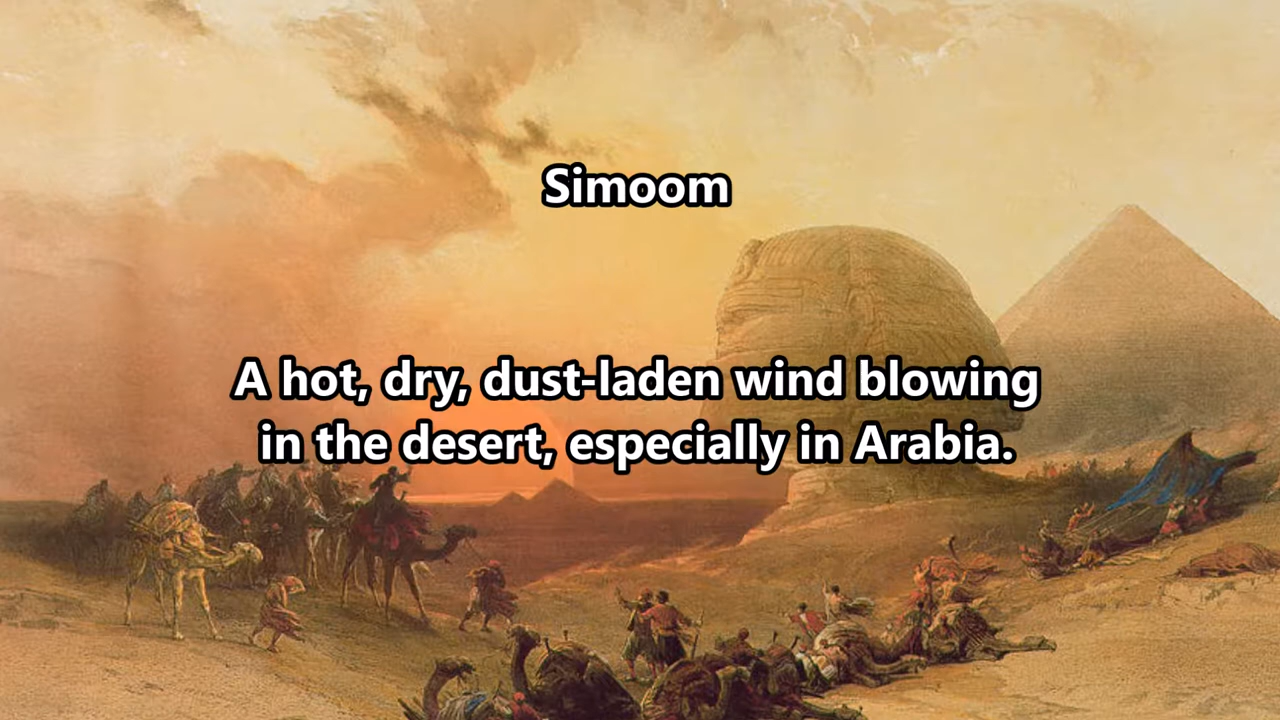 Simoom
A hot, dry, dust-laden wind blowing
in the desert, especially in Arabia.